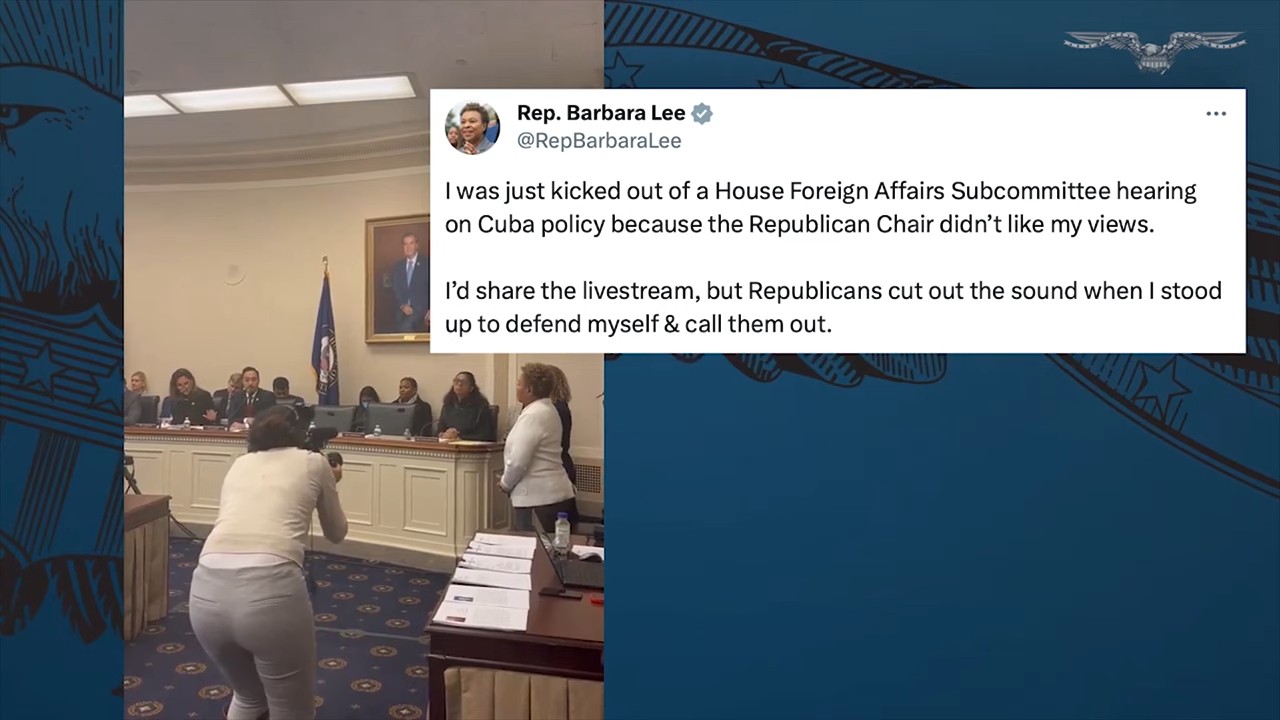 Rep. Barbara Lee
@RepBarbaraLee
I was just kicked out of a House Foreign Affairs Subcommittee hearing
on Cuba policy because the Republican Chair didn’t like my views.
I’d share the livestream, but Republicans cut out the sound when I stood
up to defend myself & call them out.